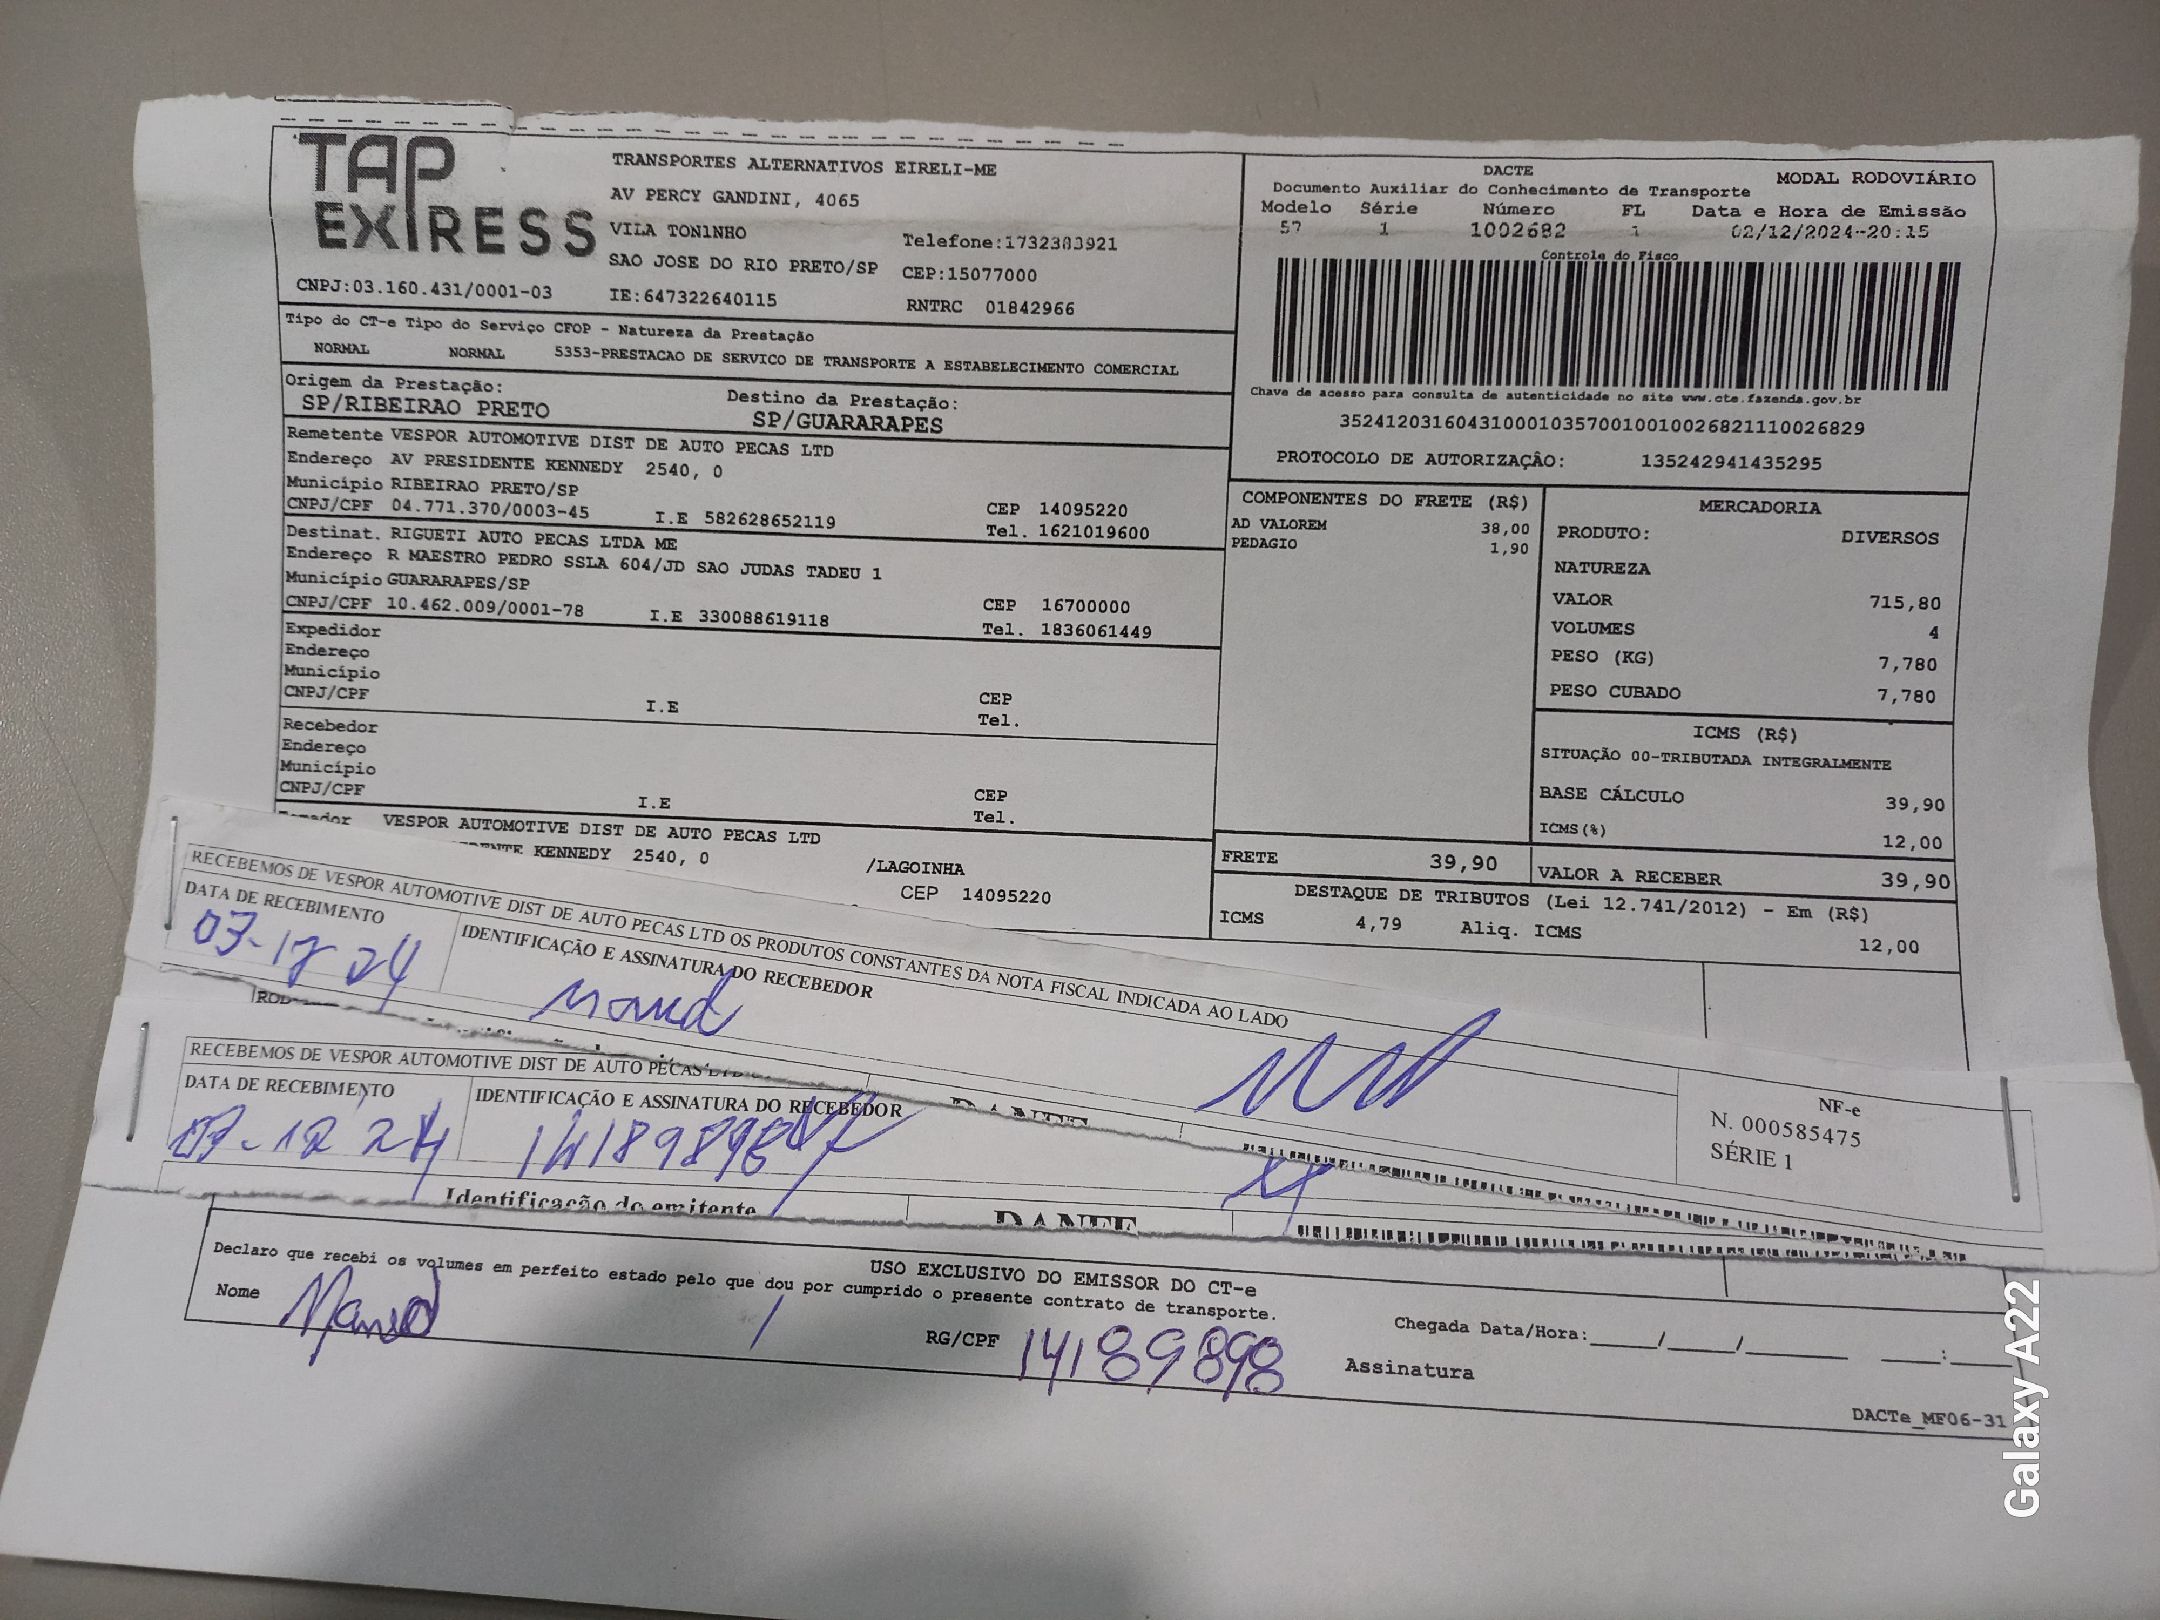 TAP EXPRESS
TRANSPORTES ALTERNATIVOS EIRELI-ME
AV PERCY GANDINI, 4065
VILA TONINHO
Telefone:1732383921
SAO JOSE DO RIO PRETO/SP CEP:15077000
CNPJ:03.160.431/0001-03 IE:647322640115 RNTRC 01842966
DACTE MODAL RODOVIÁRIO
Documento Auxiliar do Conhecimento de Transporte
Modelo Série Número FL Data e Hora de Emissão
57 1 1002682 1 02/12/2024-20:15
Controle do Fisco
Chave de acesso para consulta de autenticidade no site www.cte.fazenda.gov.br
35241203160431000103570010010026821110026829
PROTOCOLO DE AUTORIZAÇÃO: 135242941435295
Tipo do CT-e Tipo do Serviço CFOP - Natureza da Prestação
NORMAL NORMAL 5353-PRESTACAO DE SERVICO DE TRANSPORTE A ESTABELECIMENTO COMERCIAL
Origem da Prestação: Destino da Prestação:
SP/RIBEIRAO PRETO SP/GUARARAPES
Remetente VESPOR AUTOMOTIVE DIST DE AUTO PECAS LTD
Endereço AV PRESIDENTE KENNEDY 2540, 0
Município RIBEIRAO PRETO/SP CEP 14095220
CNPJ/CPF 04.771.370/0003-45 I.E 582628652119 Tel. 1621019600
Destinat. RIGUETI AUTO PECAS LTDA ME
Endereço R MAESTRO PEDRO SSLA 604/JD SAO JUDAS TADEU 1
Município GUARARAPES/SP CEP 16700000
CNPJ/CPF 10.462.009/0001-78 I.E 330088619118 Tel. 1836061449
Expedidor
Endereço
Município CEP
CNPJ/CPF I.E Tel.
Recebedor
Endereço
Município CEP
CNPJ/CPF I.E Tel.
VESPOR AUTOMOTIVE DIST DE AUTO PECAS LTD
KENNEDY 2540, 0 /LAGOINHA
CEP 14095220
COMPONENTES DO FRETE (R$)
AD VALOREM 38,00
PEDAGIO 1,90
MERCADORIA
PRODUTO: DIVERSOS
NATUREZA
VALOR 715,80
VOLUMES 4
PESO (KG) 7,780
PESO CUBADO 7,780
ICMS (R$)
SITUAÇÃO 00-TRIBUTADA INTEGRALMENTE
BASE CÁLCULO 39,90
ICMS(%) 12,00
FRETE 39,90 VALOR A RECEBER 39,90
DESTAQUE DE TRIBUTOS (Lei 12.741/2012) - Em (R$)
ICMS 4,79 Aliq. ICMS 12,00
RECEBEMOS DE VESPOR AUTOMOTIVE DIST DE AUTO PECAS LTD OS PRODUTOS CONSTANTES DA NOTA FISCAL INDICADA AO LADO
DATA DE RECEBIMENTO IDENTIFICAÇÃO E ASSINATURA DO RECEBEDOR
03-12 24
NF-e
N. 000585475
SÉRIE 1
RECEBEMOS DE VESPOR AUTOMOTIVE DIST DE AUTO PECAS LTD
DATA DE RECEBIMENTO IDENTIFICAÇÃO E ASSINATURA DO RECEBEDOR
03-12 24 14189898
Identificação do emitente DANFE
USO EXCLUSIVO DO EMISSOR DO CT-e
Declaro que recebi os volumes em perfeito estado pelo que dou por cumprido o presente contrato de transporte.
Nome RG/CPF 14189898 Chegada Data/Hora:_____/_____/________ ____:_____
Assinatura
DACTe_MF06-31
Galaxy A22